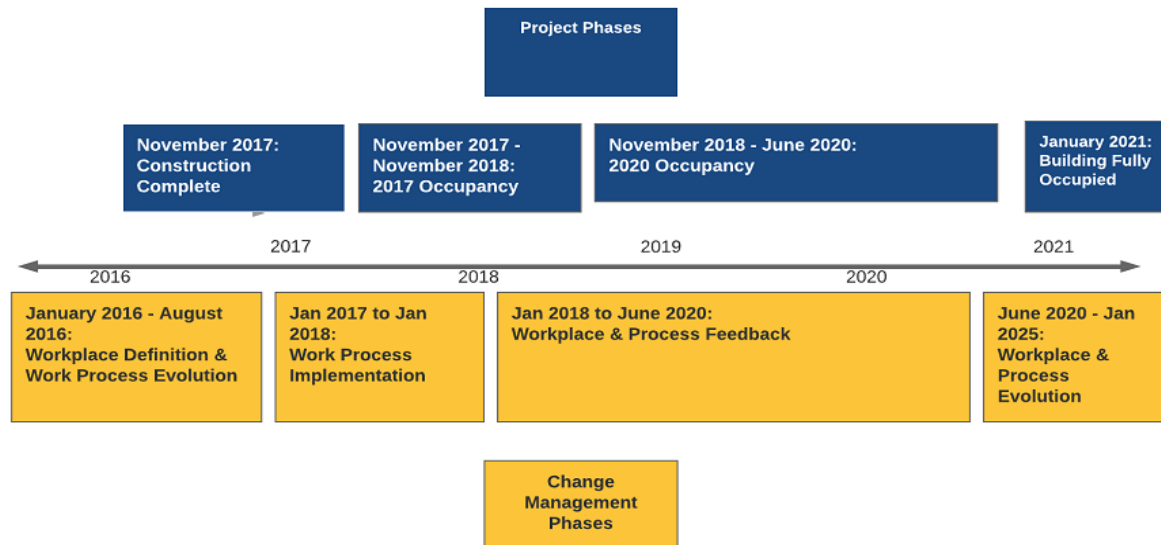 Project Phases
November 2017:
Construction
Complete
November 2017 -
November 2018:
2017 Occupancy
November 2018 - June 2020:
2020 Occupancy
January 2021:
Building Fully
Occupied
2017
2019
2021
2016
2018
2020
January 2016 - August
2016:
Workplace Definition &
Work Process Evolution
Jan 2017 to Jan
2018:
Work Process
Implementation
Jan 2018 to June 2020:
Workplace & Process Feedback
June 2020 - Jan
2025:
Workplace &
Process
Evolution
Change
Management
Phases